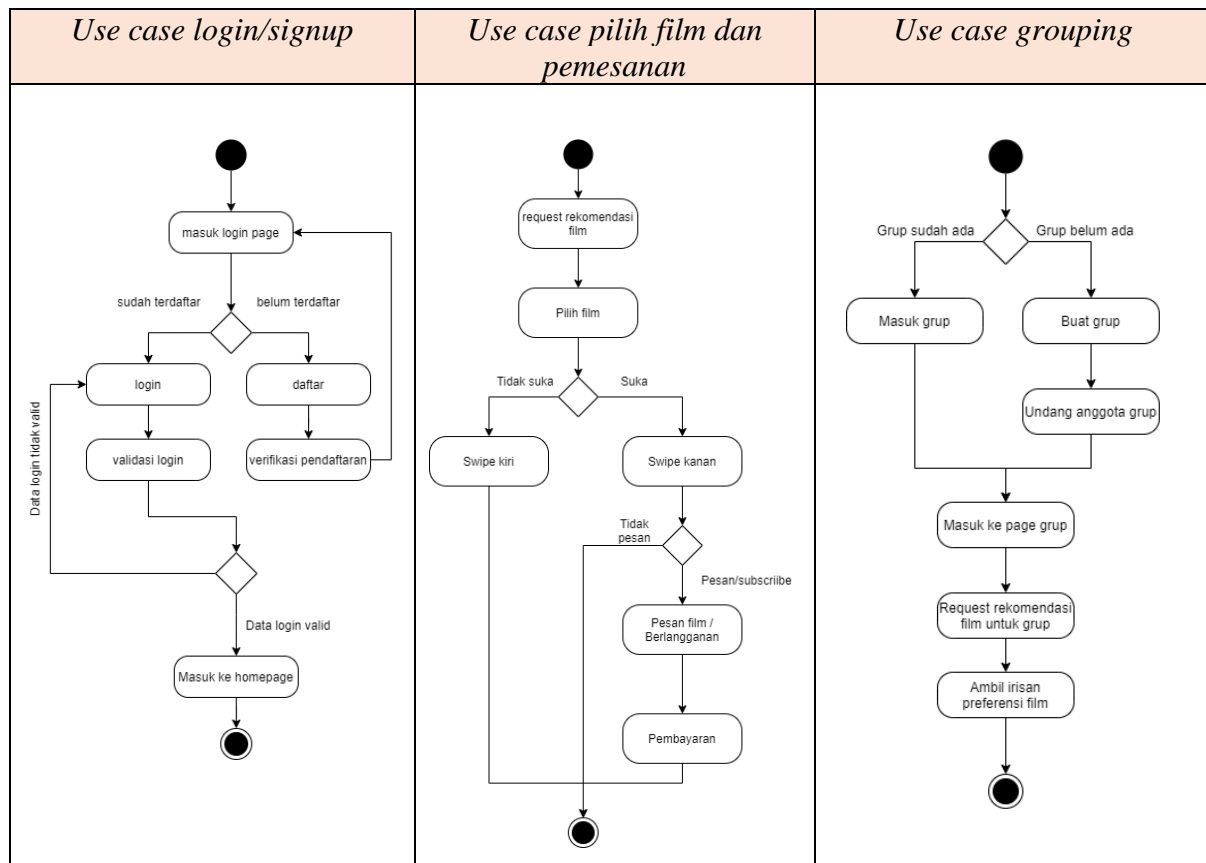 Use case login/signup
Use case pilih film dan
pemesanan
Use case grouping
masuk login page
sudah terdaftar
belum terdaftar
login
daftar
validasi login
verifikasi pendaftaran
Data login tidak valid
Data login valid
Masuk ke homepage
request rekomendasi
film
Pilih film
Tidak suka
Suka
Swipe kiri
Swipe kanan
Tidak
pesan
Pesan/subscriibe
Pesan film /
Berlangganan
Pembayaran
Grup sudah ada
Grup belum ada
Masuk grup
Buat grup
Undang anggota grup
Masuk ke page grup
Request rekomendasi
film untuk grup
Ambil irisan
preferensi film